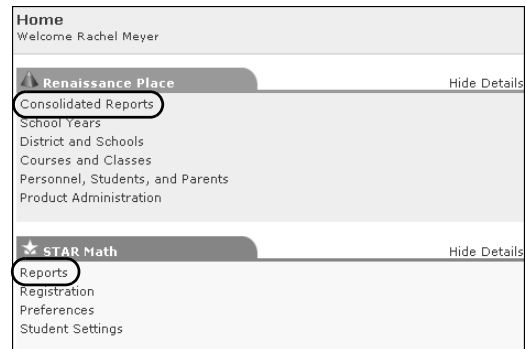 Home
Welcome Rachel Meyer
Renaissance Place
Hide Details
Consolidated Reports
School Years
District and Schools
Courses and Classes
Personnel, Students, and Parents
Product Administration
STAR Math
Hide Details
Reports
Registration
Preferences
Student Settings